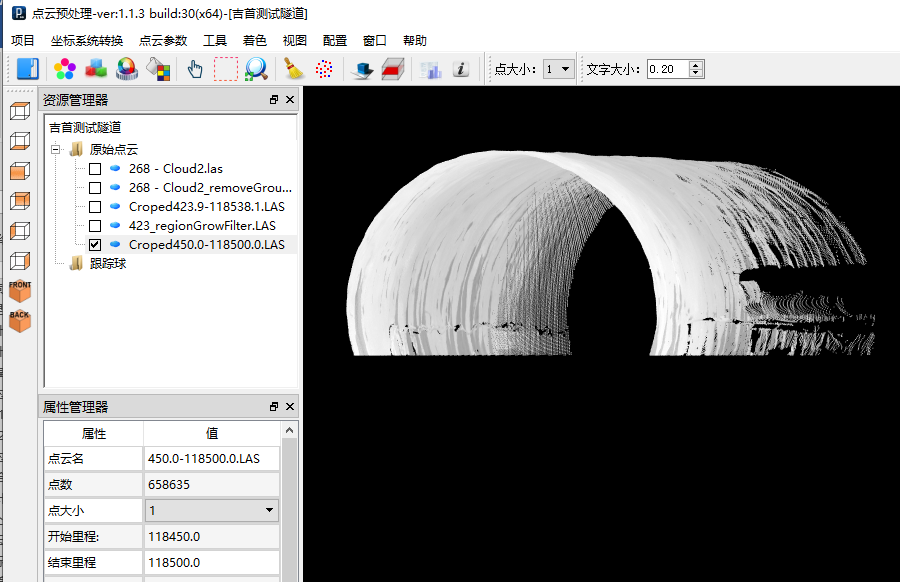 点云预处理-ver:1.1.3 build:30(x64)-[吉首测试隧道]
项目 坐标系统转换 点云参数 工具 着色 视图 配置 窗口 帮助
点大小: 1 文字大小: 0.20
资源管理器
吉首测试隧道
原始点云
268 - Cloud2.las
268 - Cloud2_removeGrou...
Croped423.9-118538.1.LAS
423_regionGrowFilter.LAS
Croped450.0-118500.0.LAS
跟踪球
FRONT
BACK
属性管理器
属性 值
点云名 450.0-118500.0.LAS
点数 658635
点大小 1
开始里程: 118450.0
结束里程 118500.0